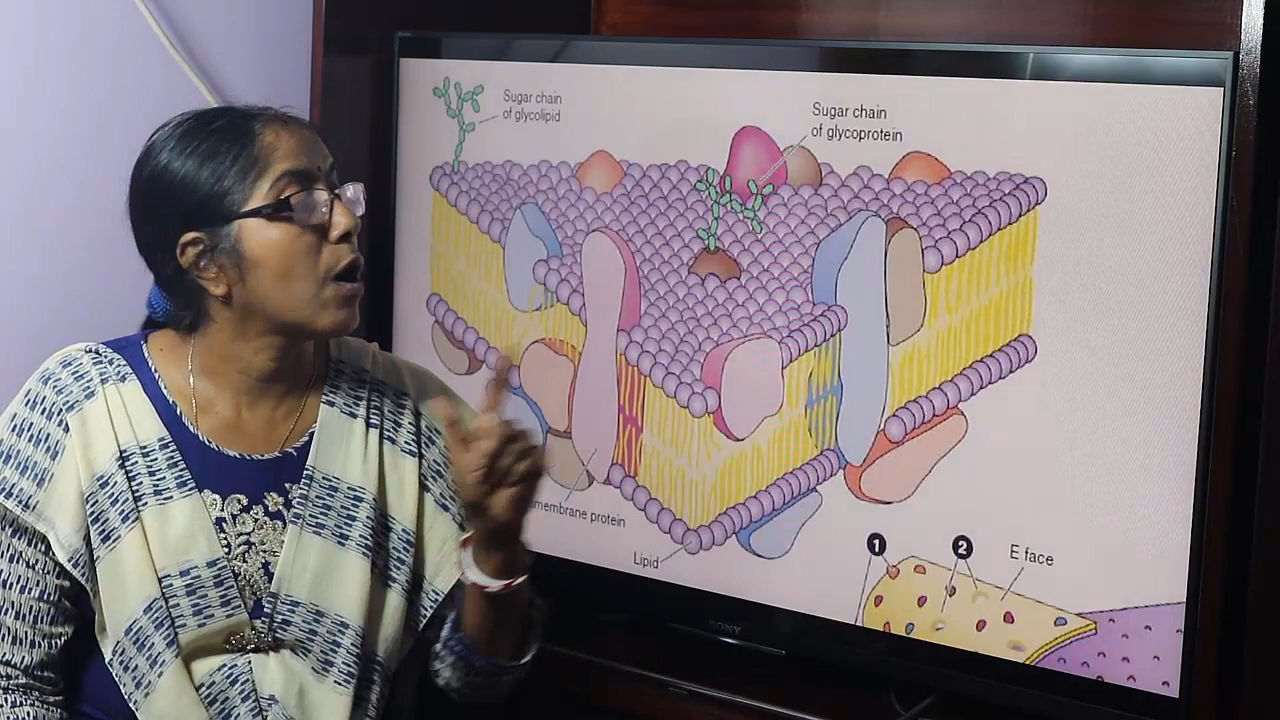 Sugar chain
of glycolipid
Sugar chain
of glycoprotein
membrane protein
Lipid
1
2
E face
SONY